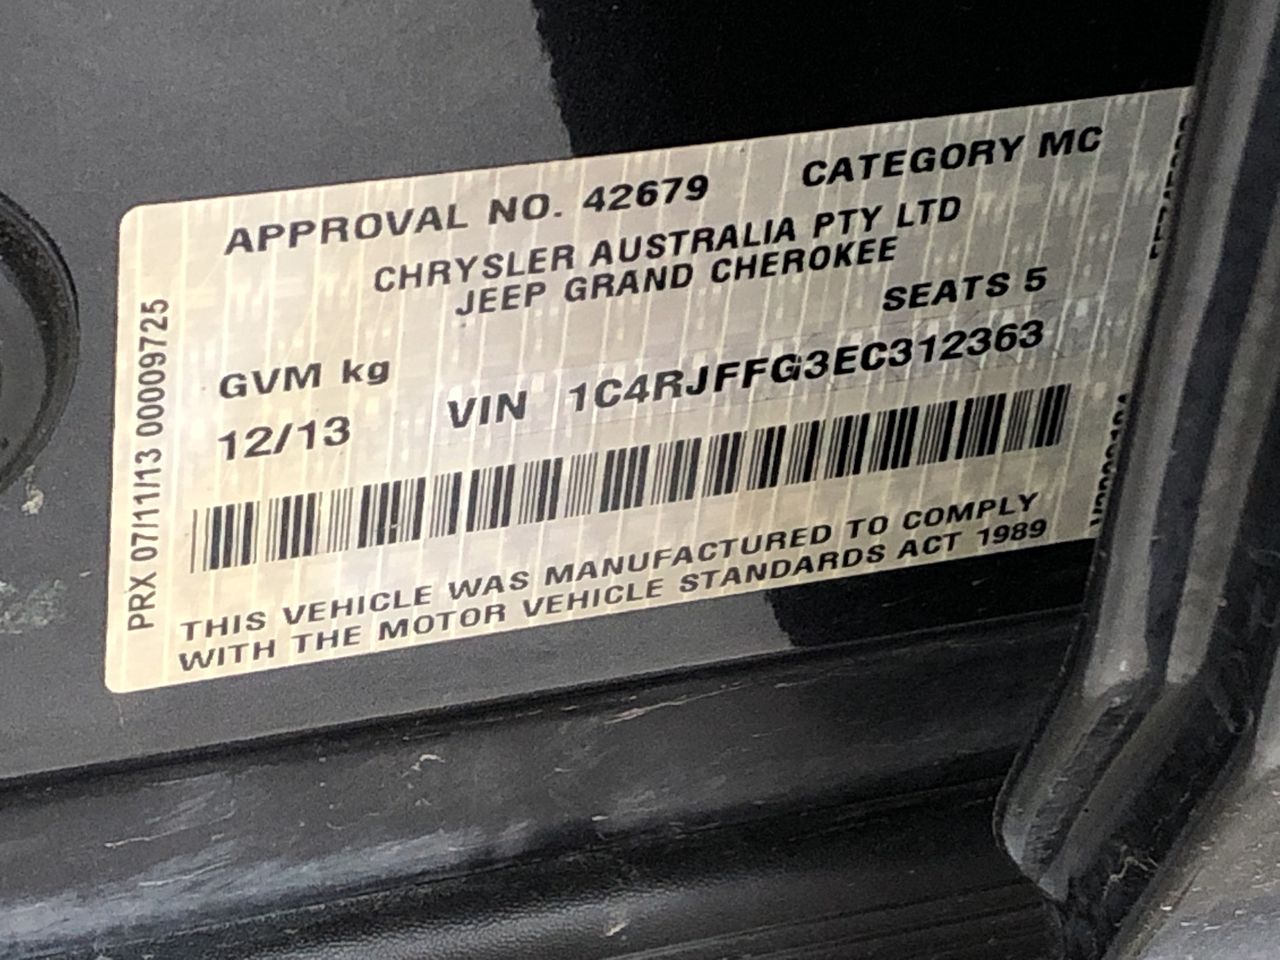 APPROVAL NO. 42679 CATEGORY MC
CHRYSLER AUSTRALIA PTY LTD
JEEP GRAND CHEROKEE
SEATS 5
GVM kg
12/13 VIN 1C4RJFFG3EC312363
THIS VEHICLE WAS MANUFACTURED TO COMPLY
WITH THE MOTOR VEHICLE STANDARDS ACT 1989
PRX 07/11/13 00009725